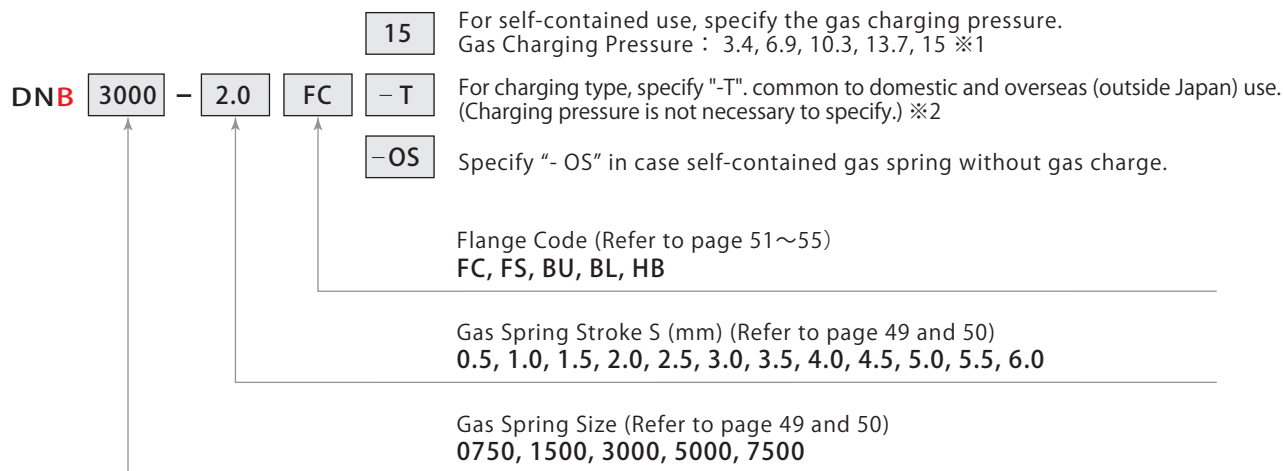 15
For self-contained use, specify the gas charging pressure.
Gas Charging Pressure： 3.4, 6.9, 10.3, 13.7, 15 ※1
DNB 3000 – 2.0 FC –T
For charging type, specify "-T". common to domestic and overseas (outside Japan) use.
(Charging pressure is not necessary to specify.) ※2
–OS
Specify “- OS” in case self-contained gas spring without gas charge.
Flange Code (Refer to page 51～55)
FC, FS, BU, BL, HB
Gas Spring Stroke S (mm) (Refer to page 49 and 50)
0.5, 1.0, 1.5, 2.0, 2.5, 3.0, 3.5, 4.0, 4.5, 5.0, 5.5, 6.0
Gas Spring Size (Refer to page 49 and 50)
0750, 1500, 3000, 5000, 7500